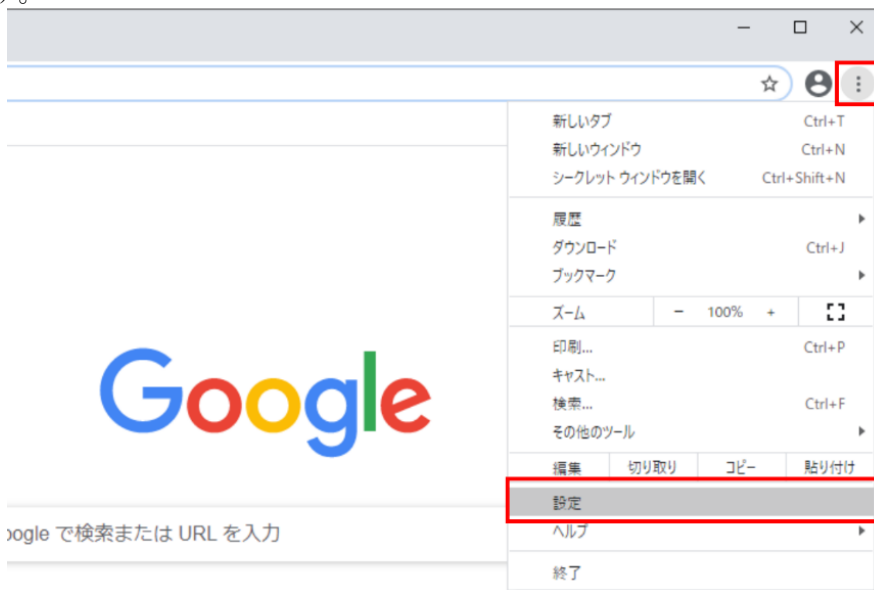 す。
新しいタブ Ctrl+T
新しいウィンドウ Ctrl+N
シークレット ウィンドウを開く Ctrl+Shift+N
履歴
ダウンロード Ctrl+J
ブックマーク
ズーム - 100% +
印刷... Ctrl+P
キャスト...
検索... Ctrl+F
その他のツール
編集 切り取り コピー 貼り付け
設定
ヘルプ
終了
Google
oogle で検索または URL を入力